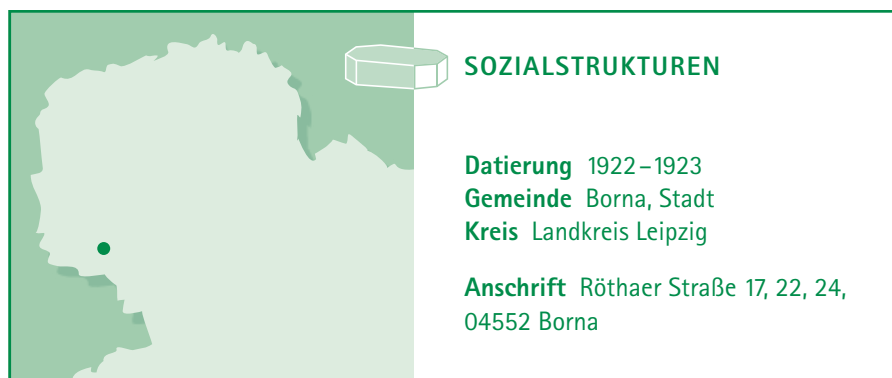 SOZIALSTRUKTUREN
Datierung 1922–1923
Gemeinde Borna, Stadt
Kreis Landkreis Leipzig
Anschrift Röthaer Straße 17, 22, 24,
04552 Borna